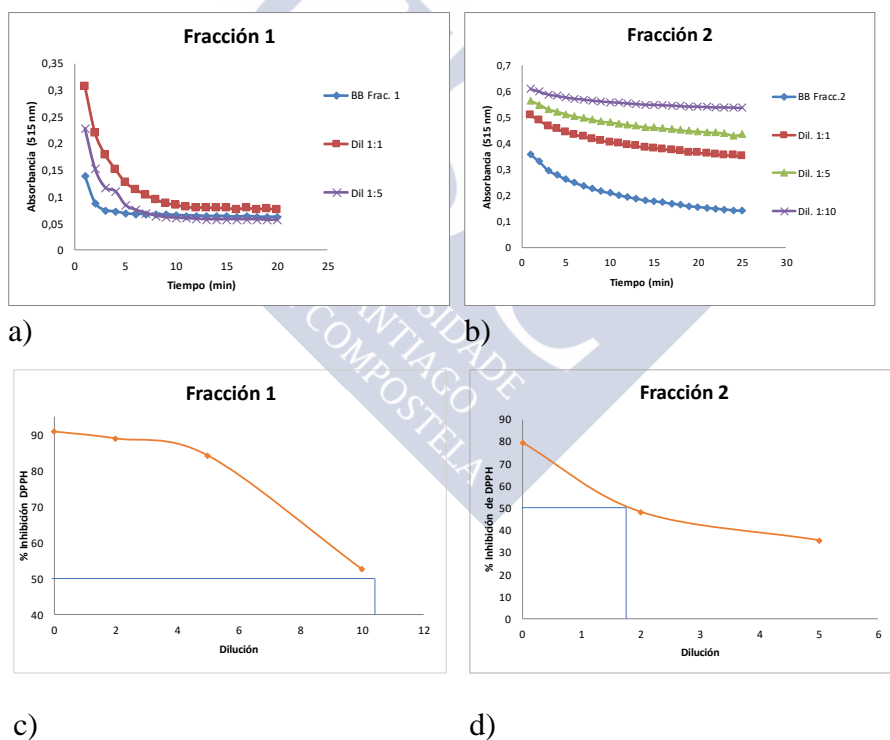 Fracción 1
Absorbancia (515 nm)
0,35
0,3
0,25
0,2
0,15
0,1
0,05
0
0 5 10 15 20 25
Tiempo (min)
BB Frac. 1
Dil 1:1
Dil 1:5
a)
Fracción 2
Absorbancia (515 nm)
0,7
0,6
0,5
0,4
0,3
0,2
0,1
0
0 5 10 15 20 25 30
Tiempo (min)
BB Fracc.2
Dil. 1:1
Dil. 1:5
Dil. 1:10
b)
SIDADE
ANTIAGO
COMPOSTELA
Fracción 1
% Inhibición DPPH
90
80
70
60
50
40
0 2 4 6 8 10 12
Dilución
c)
Fracción 2
% Inhibición de DPPH
90
80
70
60
50
40
30
20
10
0
0 1 2 3 4 5 6
Dilución
d)